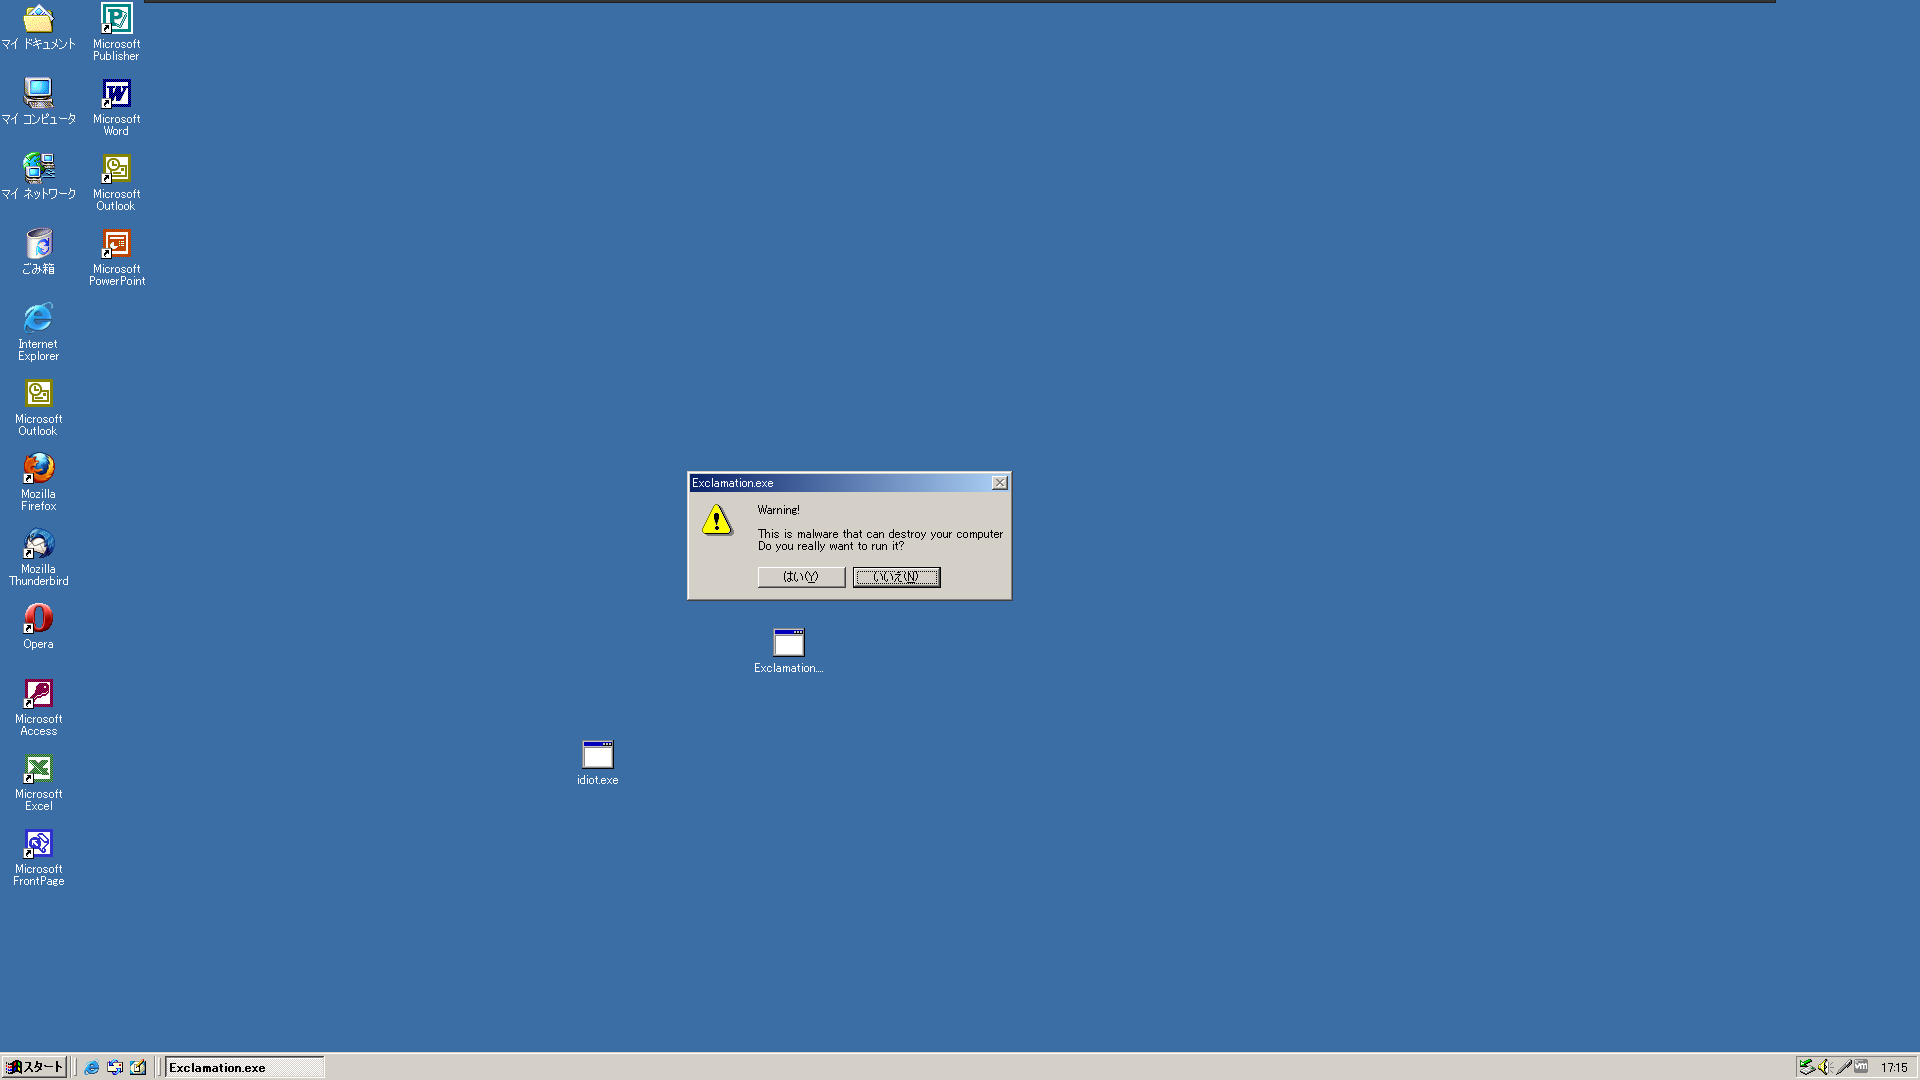 マイ ドキュメント
マイ コンピュータ
マイ ネットワーク
ごみ箱
Internet
Explorer
Microsoft
Outlook
Mozilla
Firefox
Mozilla
Thunderbird
Opera
Microsoft
Access
Microsoft
Excel
Microsoft
FrontPage
Microsoft
Publisher
Microsoft
Word
Microsoft
Outlook
Microsoft
PowerPoint
Exclamation.exe
Warning!
This is malware that can destroy your computer
Do you really want to run it?
はい(Y)
いいえ(N)
Exclamation....
idiot.exe
スタート
Exclamation.exe
vm
17:15